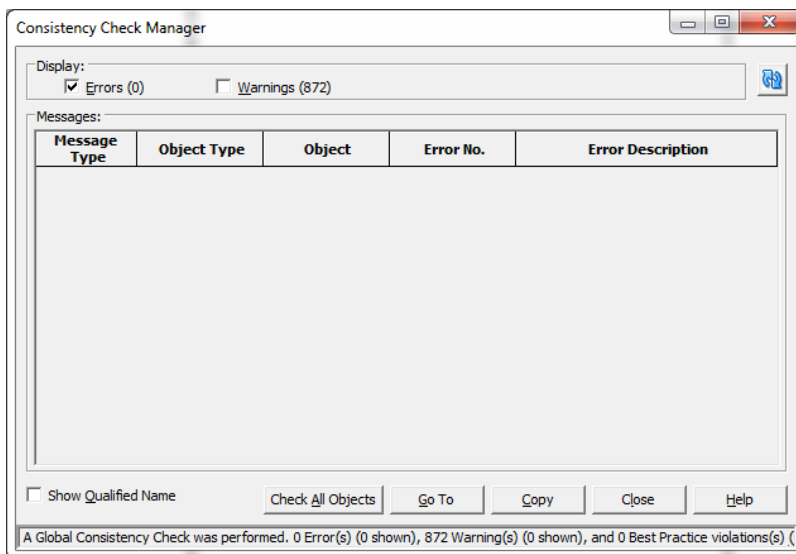 Consistency Check Manager
Display:
Errors (0) Warnings (872)
Messages:
Message Type Object Type Object Error No. Error Description
Show Qualified Name Check All Objects Go To Copy Close Help
A Global Consistency Check was performed. 0 Error(s) (0 shown), 872 Warning(s) (0 shown), and 0 Best Practice violations(s) (